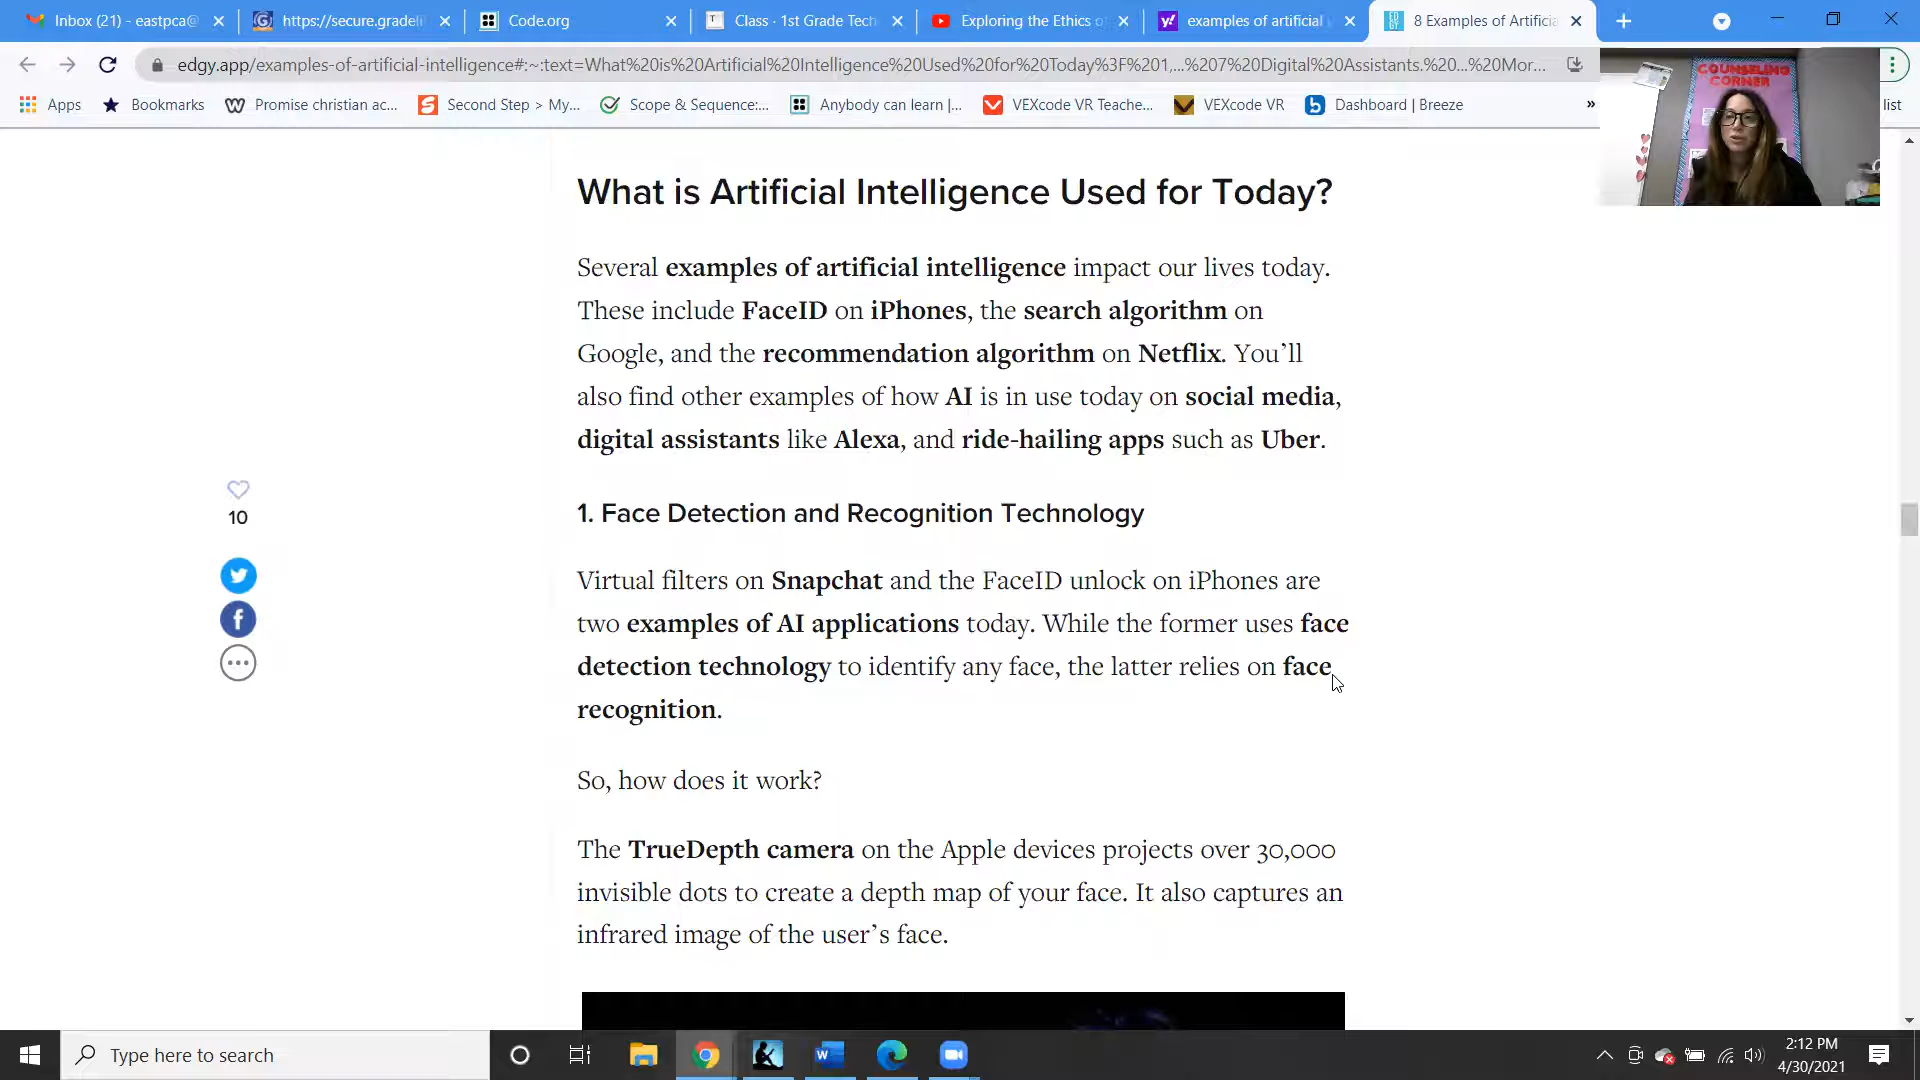 Inbox (21) - eastpca@
https://secure.gradeli
Code.org
Class · 1st Grade Tech
Exploring the Ethics o
examples of artificial
8 Examples of Artificia
edgy.app/examples-of-artificial-intelligence#:~:text=What%20is%20Artificial%20Intelligence%20Used%20for%20Today%3F%201,...%207%20Digital%20Assistants.%20...%20Mor...
Apps
Bookmarks
Promise christian ac...
Second Step > My...
Scope & Sequence:...
Anybody can learn |...
VEXcode VR Teache...
VEXcode VR
Dashboard | Breeze
»
list
COUNSELING
CORNER
What is Artificial Intelligence Used for Today?
Several examples of artificial intelligence impact our lives today.
These include FaceID on iPhones, the search algorithm on
Google, and the recommendation algorithm on Netflix. You’ll
also find other examples of how AI is in use today on social media,
digital assistants like Alexa, and ride-hailing apps such as Uber.
10
1. Face Detection and Recognition Technology
Virtual filters on Snapchat and the FaceID unlock on iPhones are
two examples of AI applications today. While the former uses face
detection technology to identify any face, the latter relies on face
recognition.
So, how does it work?
The TrueDepth camera on the Apple devices projects over 30,000
invisible dots to create a depth map of your face. It also captures an
infrared image of the user’s face.
Type here to search
2:12 PM
4/30/2021